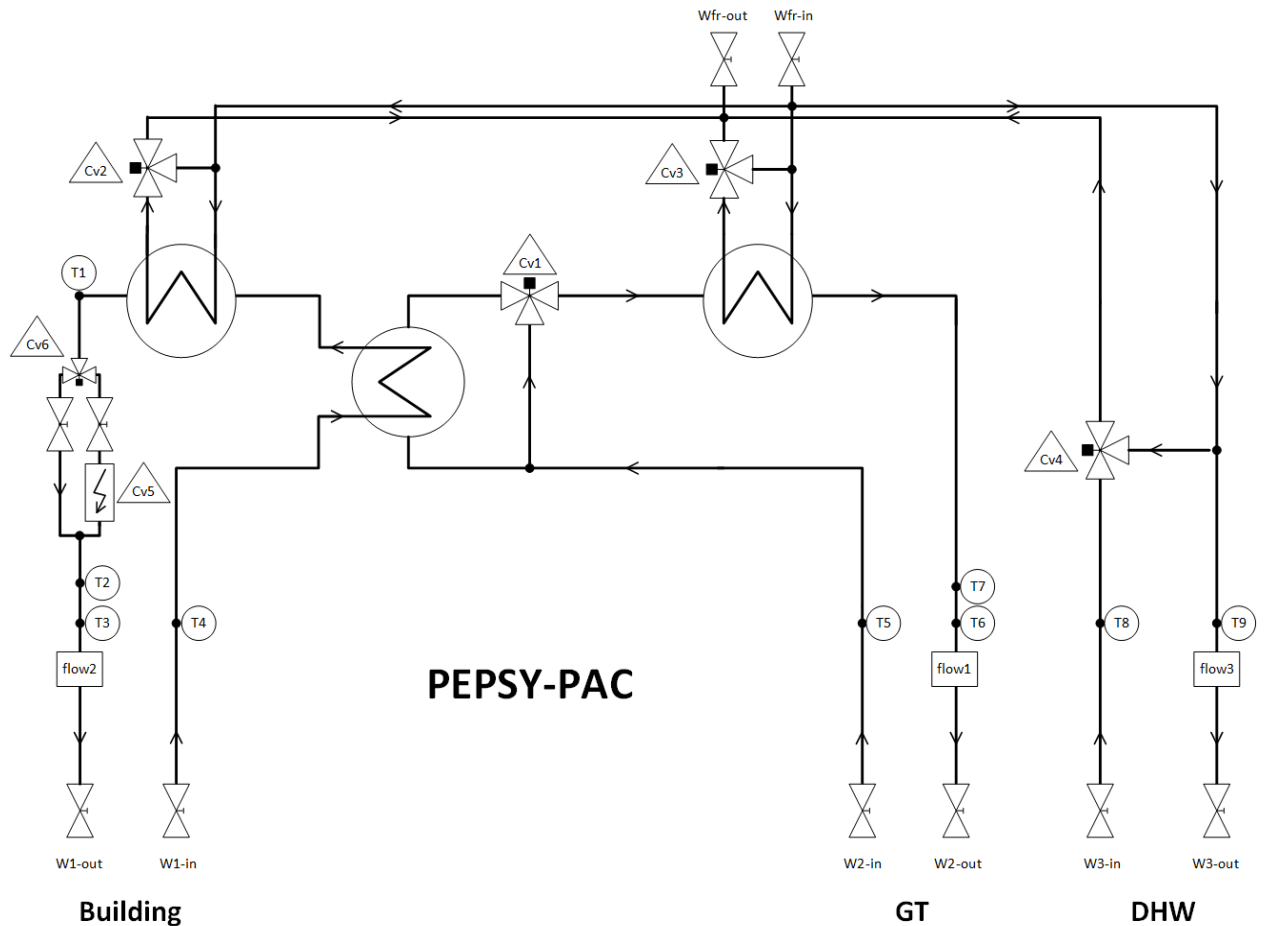 Wfr-out
Wfr-in
Cv2
Cv3
Cv1
T1
Cv6
Cv5
Cv4
T2
T7
T3
T4
T5
T6
T8
T9
flow2
flow1
flow3
PEPSY-PAC
W1-out
W1-in
W2-in
W2-out
W3-in
W3-out
Building
GT
DHW